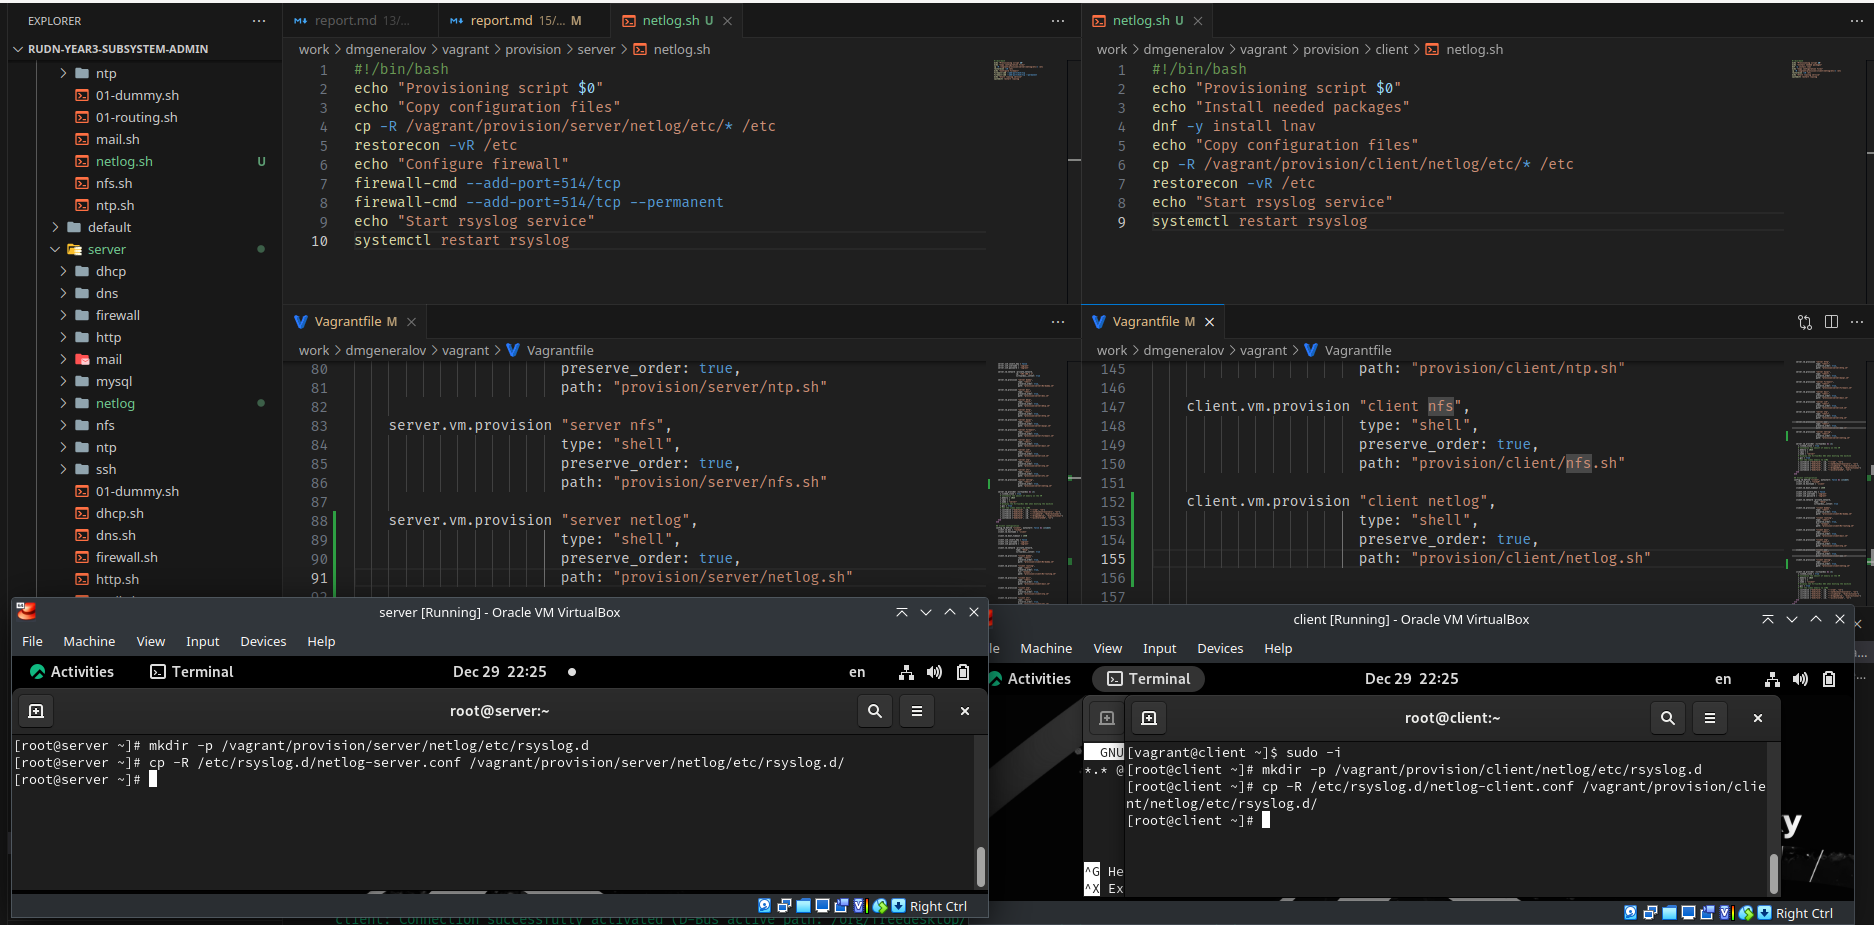 EXPLORER
RUDN-YEAR3-SUBSYSTEM-ADMIN
ntp
01-dummy.sh
01-routing.sh
mail.sh
netlog.sh U
nfs.sh
ntp.sh
default
server
dhcp
dns
firewall
http
mail
mysql
netlog
nfs
ntp
ssh
01-dummy.sh
dhcp.sh
dns.sh
firewall.sh
http.sh
report.md 13/...
report.md 15/... M
netlog.sh U
work > dmgeneralov > vagrant > provision > server > netlog.sh
1 #!/bin/bash
2 echo "Provisioning script $0"
3 echo "Copy configuration files"
4 cp -R /vagrant/provision/server/netlog/etc/* /etc
5 restorecon -vR /etc
6 echo "Configure firewall"
7 firewall-cmd --add-port=514/tcp
8 firewall-cmd --add-port=514/tcp --permanent
9 echo "Start rsyslog service"
10 systemctl restart rsyslog
netlog.sh U
work > dmgeneralov > vagrant > provision > client > netlog.sh
1 #!/bin/bash
2 echo "Provisioning script $0"
3 echo "Install needed packages"
4 dnf -y install lnav
5 echo "Copy configuration files"
6 cp -R /vagrant/provision/client/netlog/etc/* /etc
7 restorecon -vR /etc
8 echo "Start rsyslog service"
9 systemctl restart rsyslog
Vagrantfile M
work > dmgeneralov > vagrant > Vagrantfile
80 preserve_order: true,
81 path: "provision/server/ntp.sh"
82
83 server.vm.provision "server nfs",
84 type: "shell",
85 preserve_order: true,
86 path: "provision/server/nfs.sh"
87
88 server.vm.provision "server netlog",
89 type: "shell",
90 preserve_order: true,
91 path: "provision/server/netlog.sh"
Vagrantfile M
work > dmgeneralov > vagrant > Vagrantfile
145 path: "provision/client/ntp.sh"
146
147 client.vm.provision "client nfs",
148 type: "shell",
149 preserve_order: true,
150 path: "provision/client/nfs.sh"
151
152 client.vm.provision "client netlog",
153 type: "shell",
154 preserve_order: true,
155 path: "provision/client/netlog.sh"
156
157
server [Running] - Oracle VM VirtualBox
File Machine View Input Devices Help
Activities Terminal Dec 29 22:25 en
root@server:~
[root@server ~]# mkdir -p /vagrant/provision/server/netlog/etc/rsyslog.d
[root@server ~]# cp -R /etc/rsyslog.d/netlog-server.conf /vagrant/provision/server/netlog/etc/rsyslog.d/
[root@server ~]#
Right Ctrl
client [Running] - Oracle VM VirtualBox
le Machine View Input Devices Help
Activities Terminal Dec 29 22:25 en
root@client:~
GNU
*.* @
^G He
^X Ex
[vagrant@client ~]$ sudo -i
[root@client ~]# mkdir -p /vagrant/provision/client/netlog/etc/rsyslog.d
[root@client ~]# cp -R /etc/rsyslog.d/netlog-client.conf /vagrant/provision/clie
nt/netlog/etc/rsyslog.d/
[root@client ~]#
ky
Right Ctrl